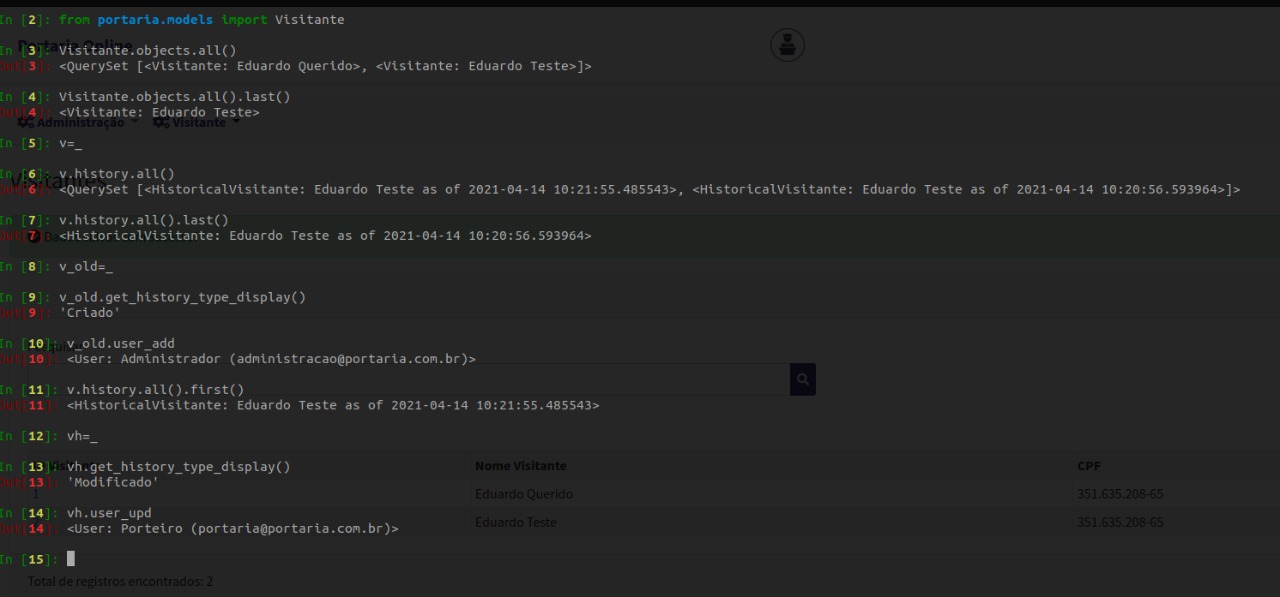 In [2]: from portaria.models import Visitante
Portaria Online
In [3]: Visitante.objects.all()
Out[3]: <QuerySet [<Visitante: Eduardo Querido>, <Visitante: Eduardo Teste>]>
In [4]: Visitante.objects.all().last()
Out[4]: <Visitante: Eduardo Teste>
Administração Visitante
In [5]: v=_
In [6]: v.history.all()
Visitantes
Out[6]: <QuerySet [<HistoricalVisitante: Eduardo Teste as of 2021-04-14 10:21:55.485543>, <HistoricalVisitante: Eduardo Teste as of 2021-04-14 10:20:56.593964>]>
In [7]: v.history.all().last()
Out[7]: <HistoricalVisitante: Eduardo Teste as of 2021-04-14 10:20:56.593964>
In [8]: v_old=_
In [9]: v_old.get_history_type_display()
Out[9]: 'Criado'
In [10]: v_old.user_add
Out[10]: <User: Administrador (administracao@portaria.com.br)>
In [11]: v.history.all().first()
Out[11]: <HistoricalVisitante: Eduardo Teste as of 2021-04-14 10:21:55.485543>
In [12]: vh=_
In [13]: vh.get_history_type_display()
Nome Visitante CPF
Out[13]: 'Modificado'
1 Eduardo Querido 351.635.208-65
In [14]: vh.user_upd
Eduardo Teste 351.635.208-65
Out[14]: <User: Porteiro (portaria@portaria.com.br)>
In [15]:
Total de registros encontrados: 2